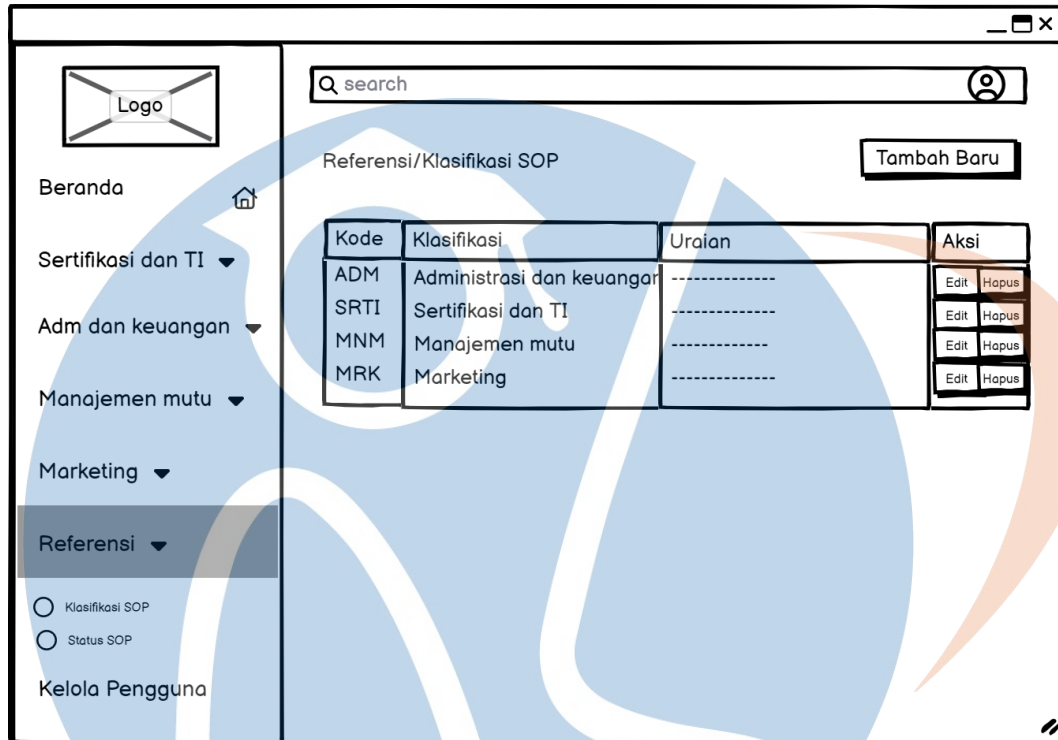 Logo
search
Beranda
Sertifikasi dan TI
Adm dan keuangan
Manajemen mutu
Marketing
Referensi
Klasifikasi SOP
Status SOP
Kelola Pengguna
Referensi/Klasifikasi SOP
Tambah Baru
Kode Klasifikasi Uraian Aksi
ADM Administrasi dan keuangan -------------- Edit Hapus
SRTI Sertifikasi dan TI -------------- Edit Hapus
MNM Manajemen mutu ------------- Edit Hapus
MRK Marketing -------------- Edit Hapus